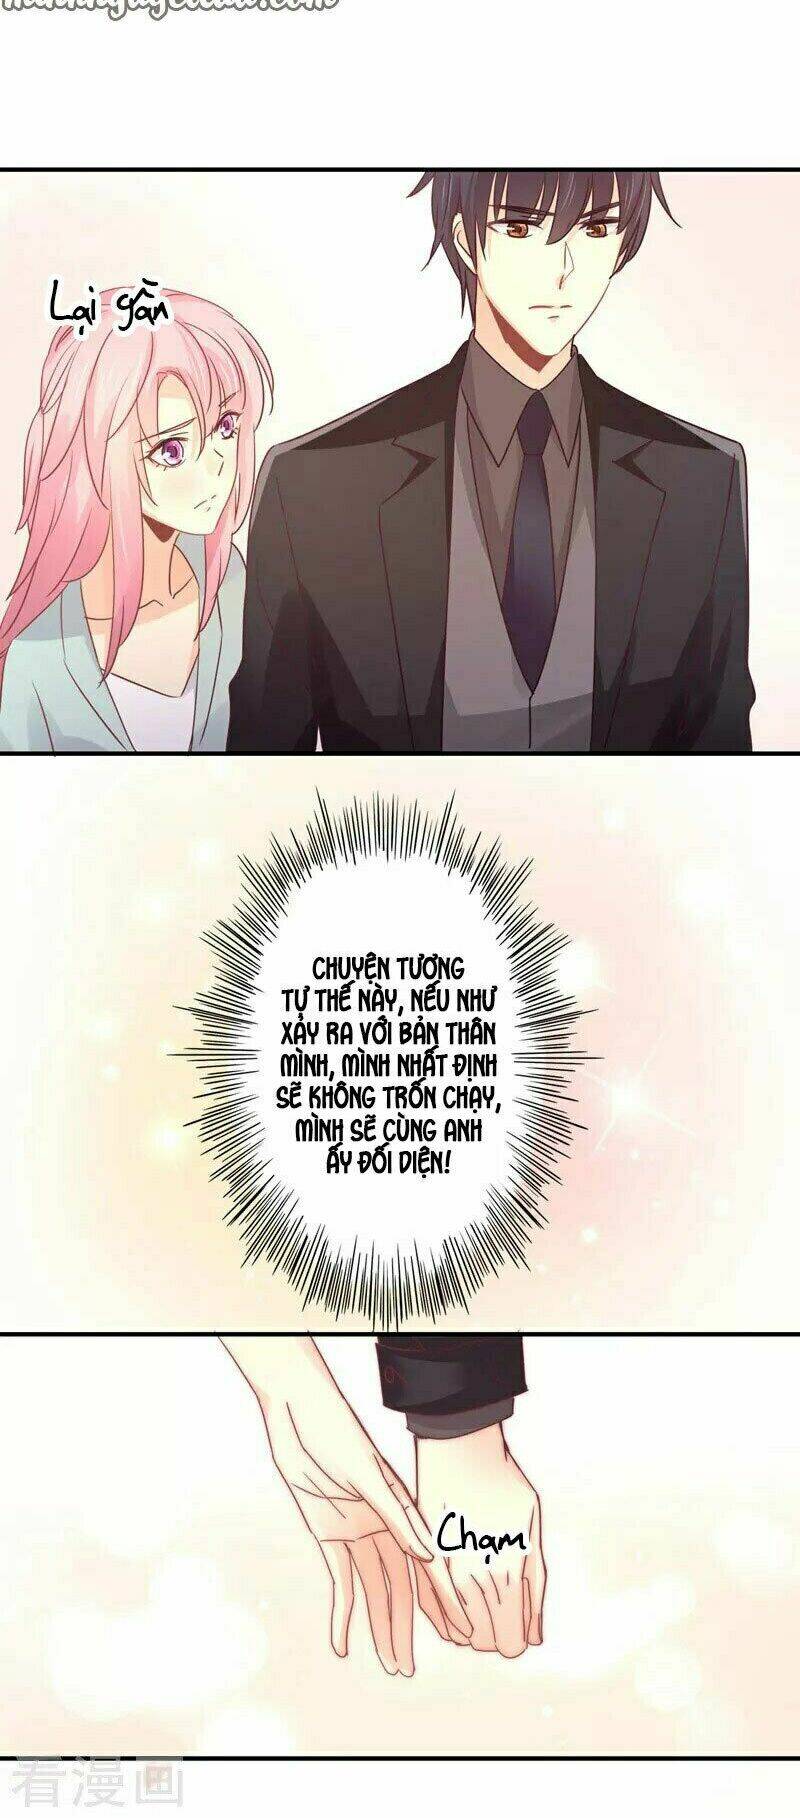 Lại gần
CHUYỆN TƯƠNG
TỰ THẾ NÀY, NẾU NHƯ
XẢY RA VỚI BẢN THÂN
MÌNH, MÌNH NHẤT ĐỊNH
SẼ KHÔNG TRỐN CHẠY,
MÌNH SẼ CÙNG ANH
ẤY ĐỐI DIỆN!
Chạm
看漫画